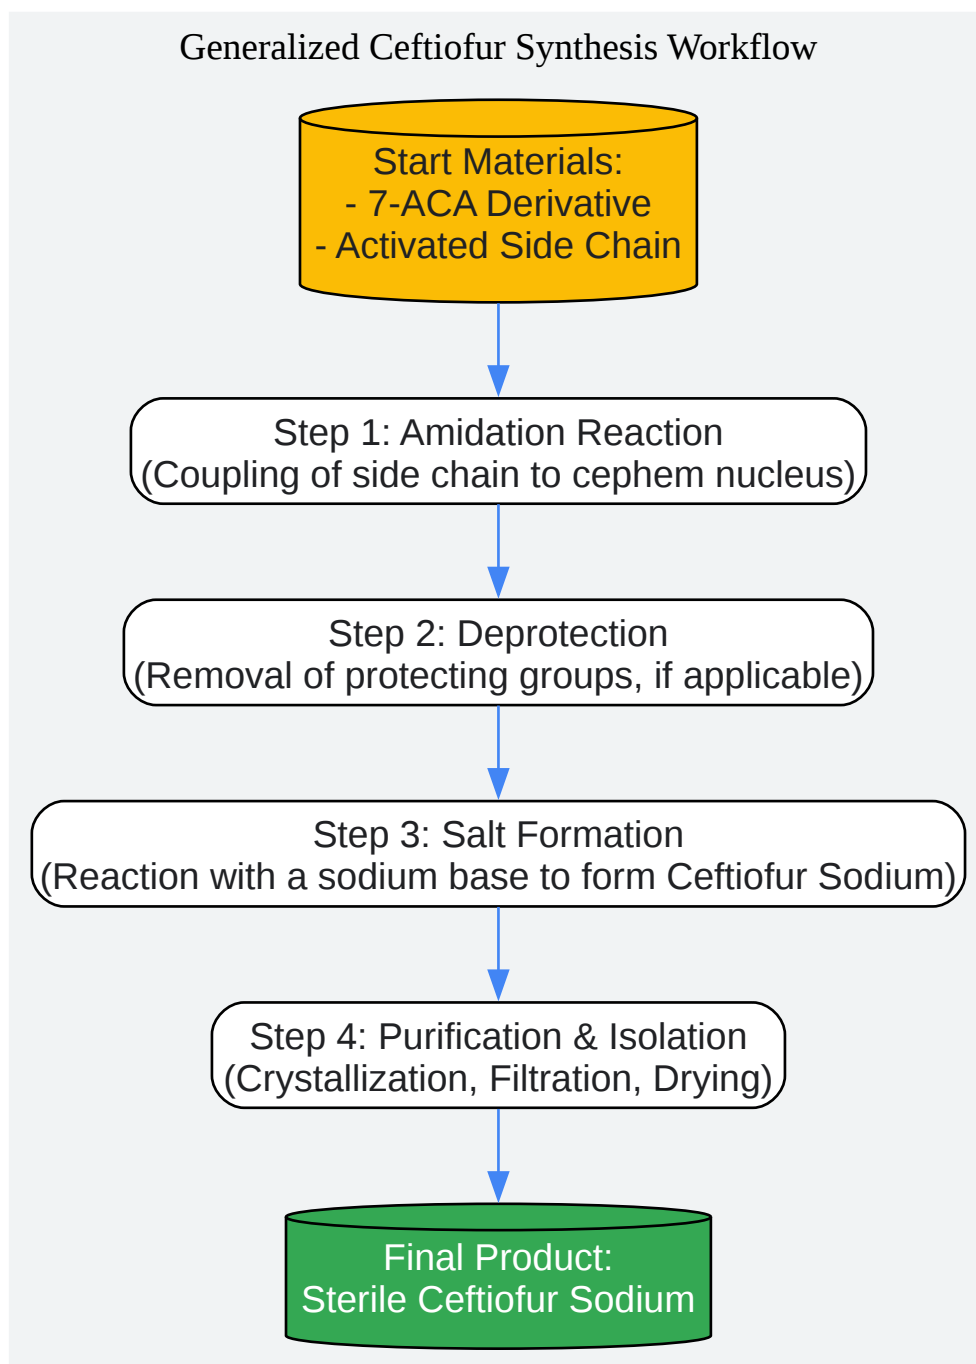 Generalized Ceftiofur Synthesis Workflow
Start Materials:
- 7-ACA Derivative
- Activated Side Chain
Step 1: Amidation Reaction
(Coupling of side chain to cephem nucleus)
Step 2: Deprotection
(Removal of protecting groups, if applicable)
Step 3: Salt Formation
(Reaction with a sodium base to form Ceftiofur Sodium)
Step 4: Purification & Isolation
(Crystallization, Filtration, Drying)
Final Product:
Sterile Ceftiofur Sodium